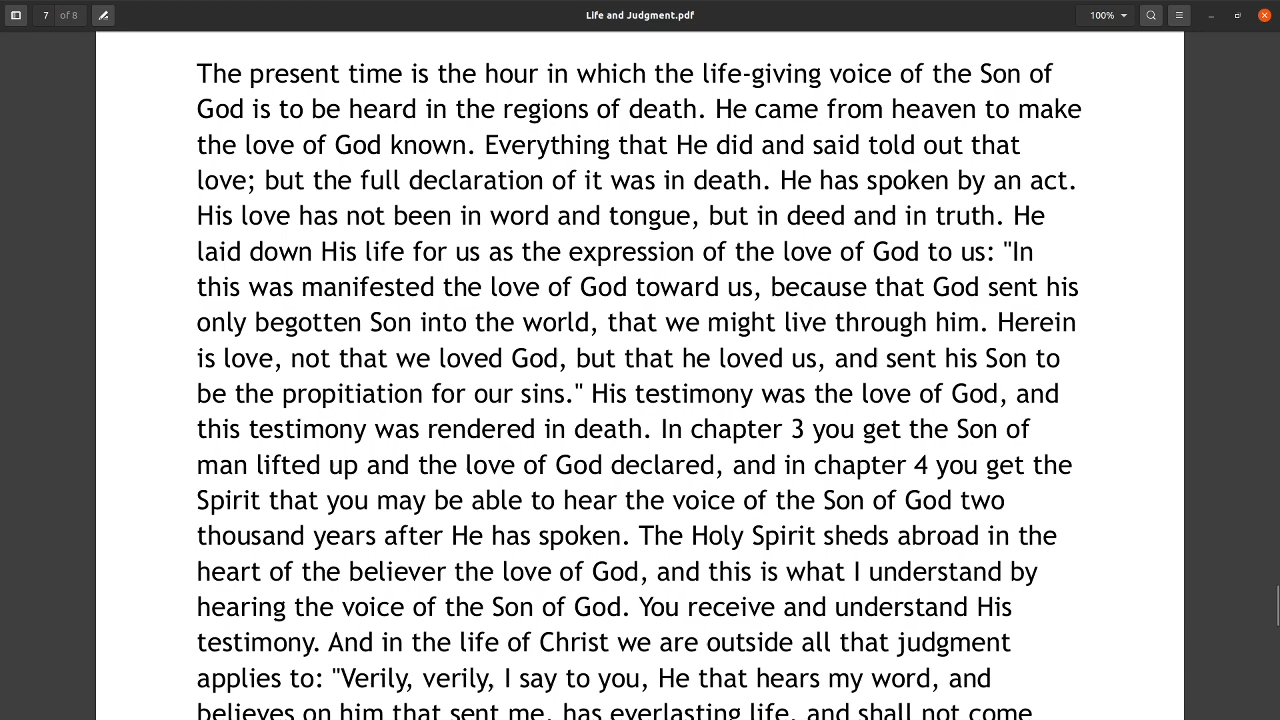 7 of 8
Life and Judgment.pdf
100%
The present time is the hour in which the life-giving voice of the Son of
God is to be heard in the regions of death. He came from heaven to make
the love of God known. Everything that He did and said told out that
love; but the full declaration of it was in death. He has spoken by an act.
His love has not been in word and tongue, but in deed and in truth. He
laid down His life for us as the expression of the love of God to us: "In
this was manifested the love of God toward us, because that God sent his
only begotten Son into the world, that we might live through him. Herein
is love, not that we loved God, but that he loved us, and sent his Son to
be the propitiation for our sins." His testimony was the love of God, and
this testimony was rendered in death. In chapter 3 you get the Son of
man lifted up and the love of God declared, and in chapter 4 you get the
Spirit that you may be able to hear the voice of the Son of God two
thousand years after He has spoken. The Holy Spirit sheds abroad in the
heart of the believer the love of God, and this is what I understand by
hearing the voice of the Son of God. You receive and understand His
testimony. And in the life of Christ we are outside all that judgment
applies to: "Verily, verily, I say to you, He that hears my word, and
believes on him that sent me, has everlasting life, and shall not come